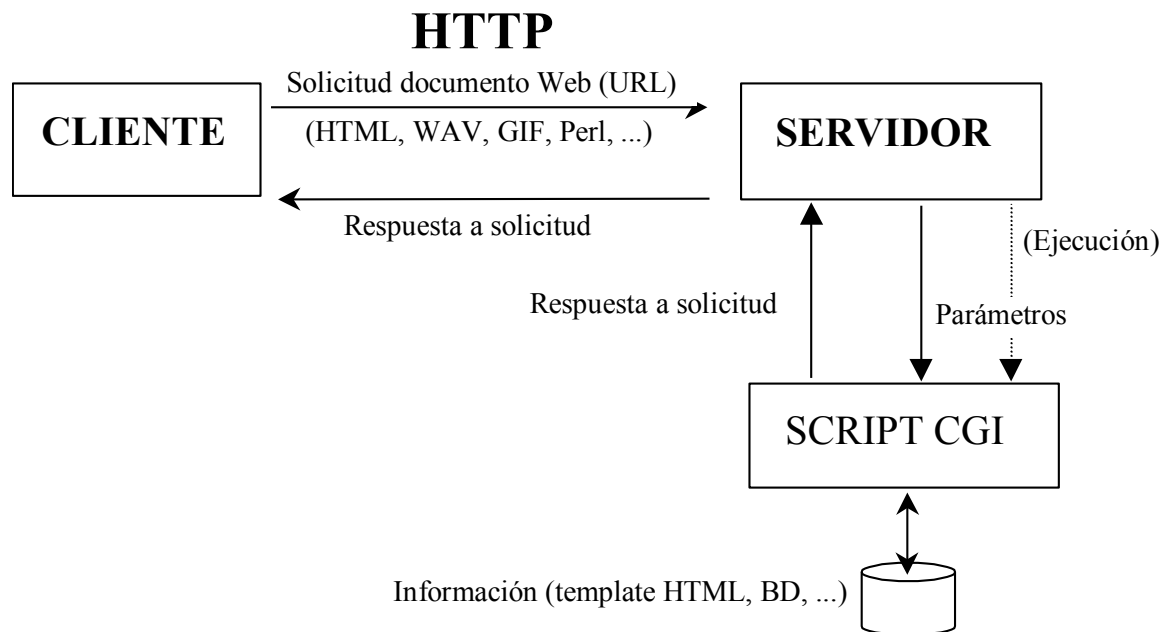 HTTP
Solicitud documento Web (URL)
CLIENTE
(HTML, WAV, GIF, Perl, ...)
SERVIDOR
Respuesta a solicitud
(Ejecución)
Respuesta a solicitud
Parámetros
SCRIPT CGI
Información (template HTML, BD, ...)